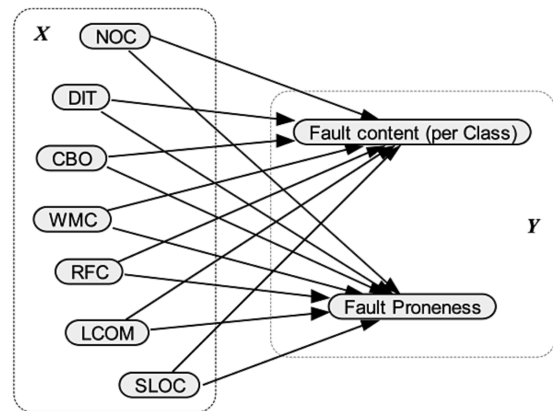 X
NOC
DIT
CBO
WMC
RFC
LCOM
SLOC
Fault content (per Class)
Y
Fault Proneness